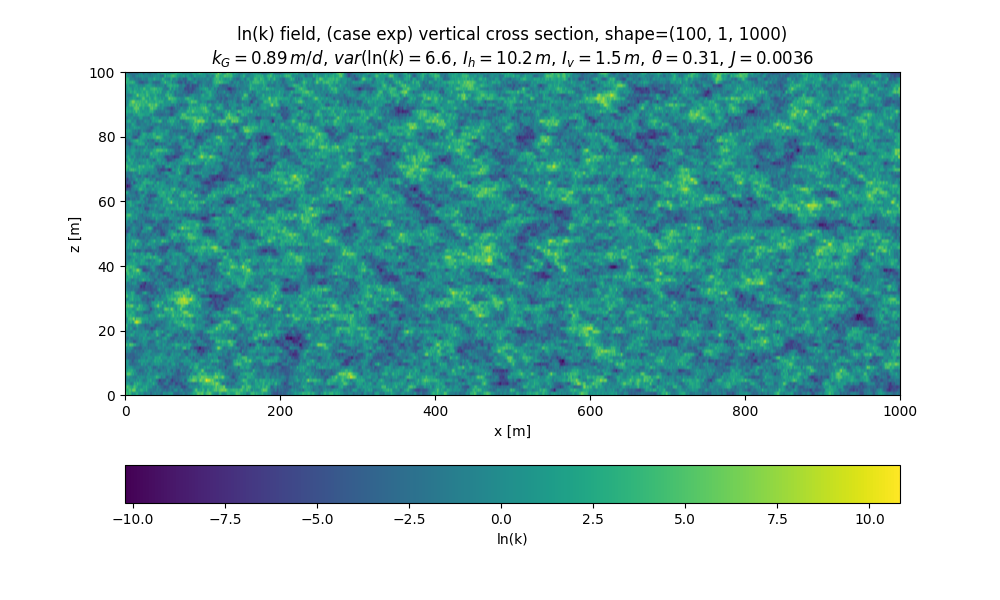 ln(k) field, (case exp) vertical cross section, shape=(100, 1, 1000)
k_G = 0.89 m/d, var(ln(k) = 6.6, I_h = 10.2 m, I_v = 1.5 m, θ = 0.31, J = 0.0036
100
80
60
40
20
0
z [m]
0 200 400 600 800 1000
x [m]
−10.0 −7.5 −5.0 −2.5 0.0 2.5 5.0 7.5 10.0
ln(k)